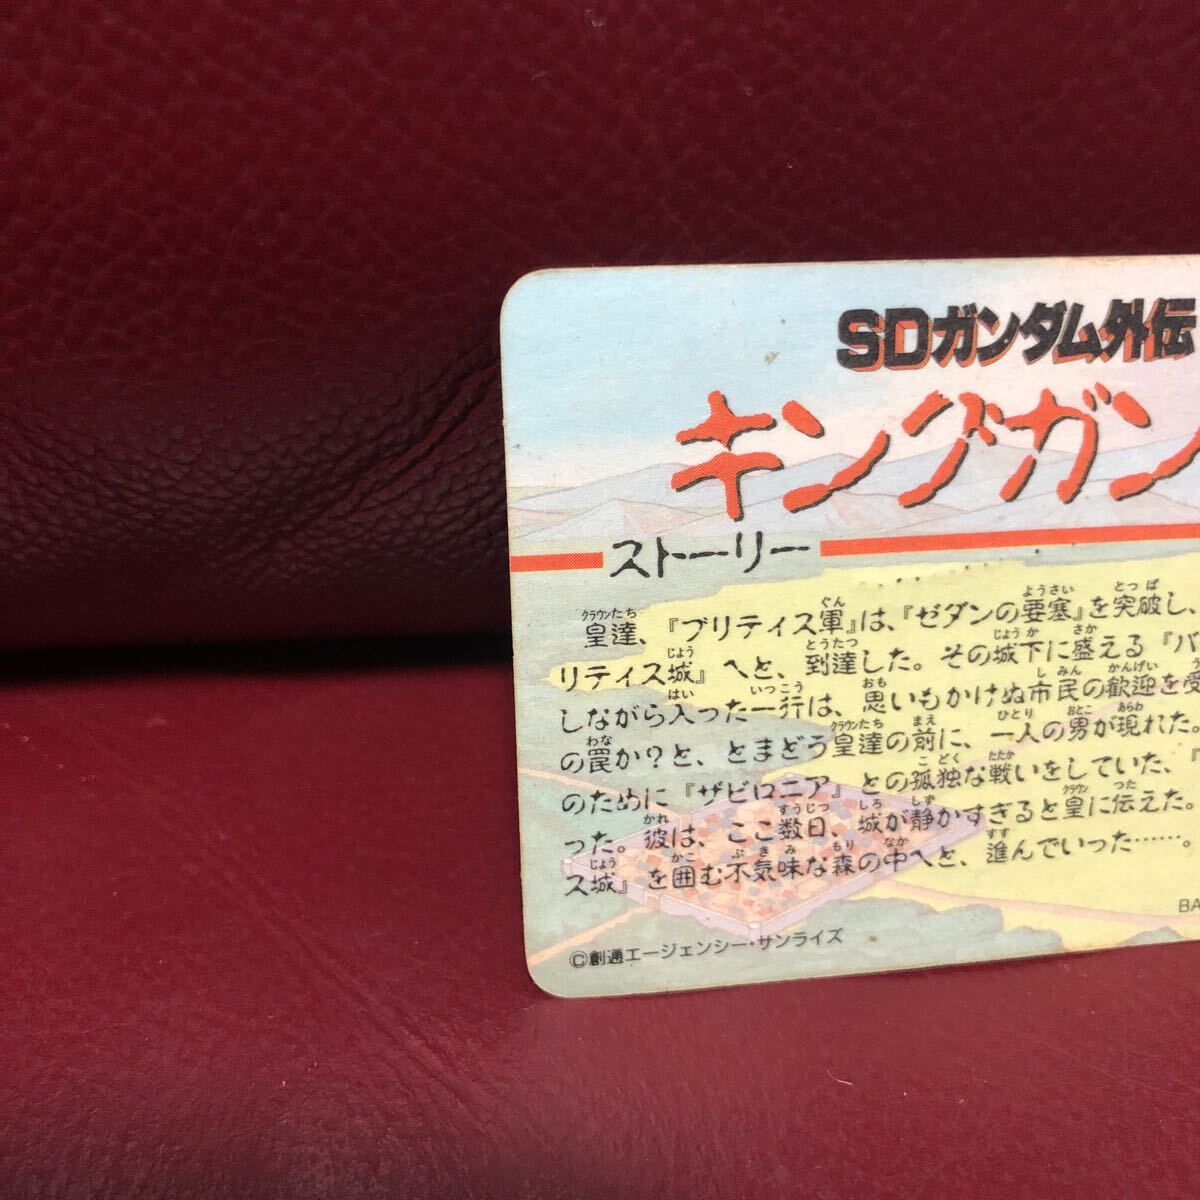 SDガンダム外伝
キングガン
ストーリー
皇達、『ブリティス軍』は、『ゼダンの要塞』を突破し、
リティス城』へと、到達した。その城下に盛える『バ
しながら入った一行は、思いもかけぬ市民の歓迎を受
の罠か?と、とまどう皇達の前に、一人の男が現れた。
のために『ザビロニア』との孤独な戦いをしていた、『
った。彼は、ここ数日、城が静かすぎると皇に伝えた。
ス城』を囲む不気味な森の中へと、進んでいった……。
BA
©創通エージェンシー・サンライズ